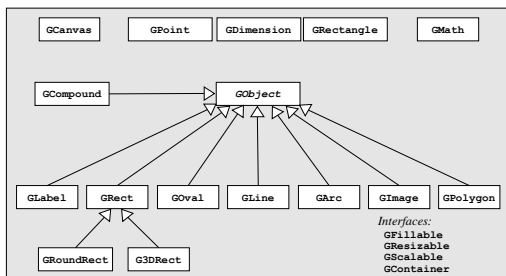 GCanvas GPoint GDimension GRectangle GMath
GCompound GObject
GLabel GRect GOval GLine GArc GImage GPolygon
Interfaces:
GFillable
GResizable
GScalable
GContainer
GRoundRect G3DRect